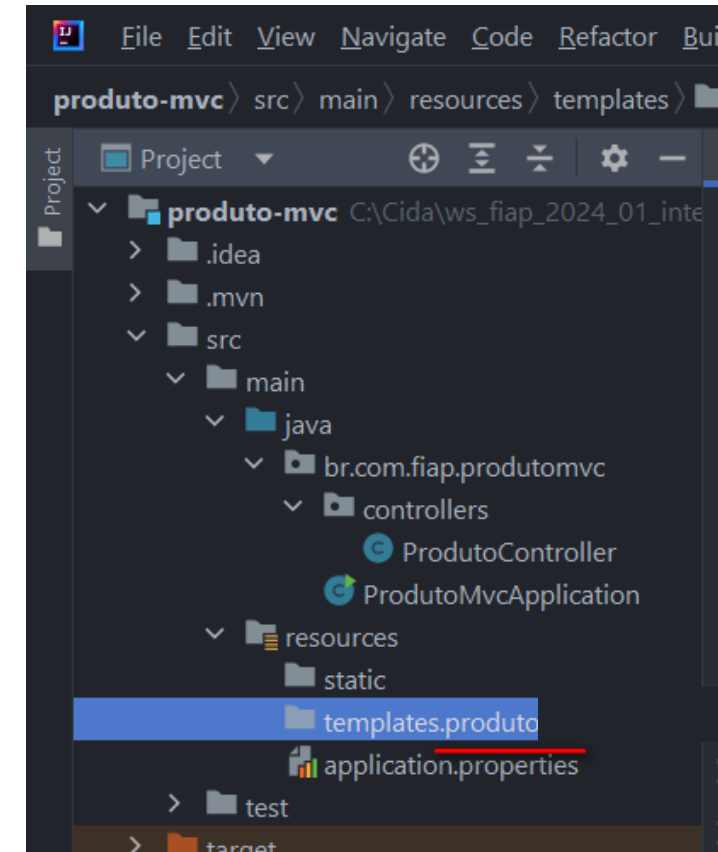 File Edit View Navigate Code Refactor Bui
produto-mvc src main resources templates
Project
Project
produto-mvc C:\Cida\ws_fiap_2024_01_inte
.idea
.mvn
src
main
java
br.com.fiap.produtomvc
controllers
ProdutoController
ProdutoMvcApplication
resources
static
templates.produto
application.properties
test
target